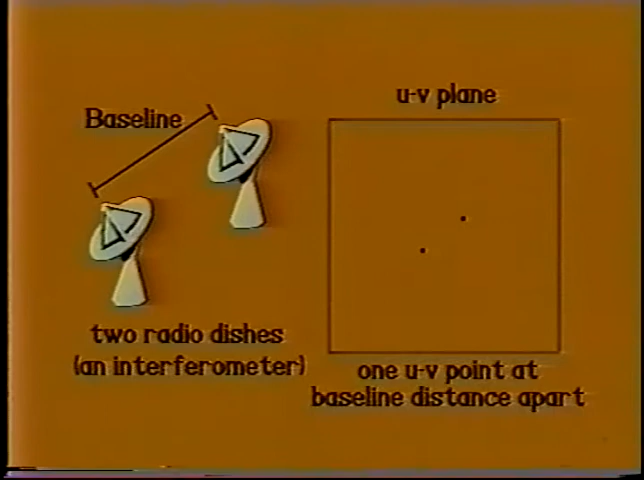 Baseline
u-v plane
two radio dishes
(an interferometer)
one u-v point at
baseline distance apart